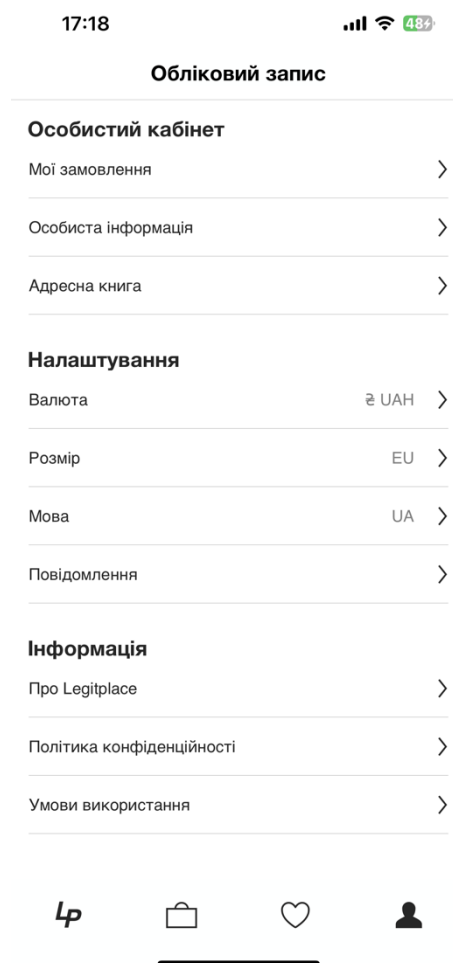 17:18
48
Обліковий запис
Особистий кабінет
Мої замовлення
Особиста інформація
Адресна книга
Налаштування
Валюта ₴ UAH
Розмір EU
Мова UA
Повідомлення
Інформація
Про Legitplace
Політика конфіденційності
Умови використання
LP